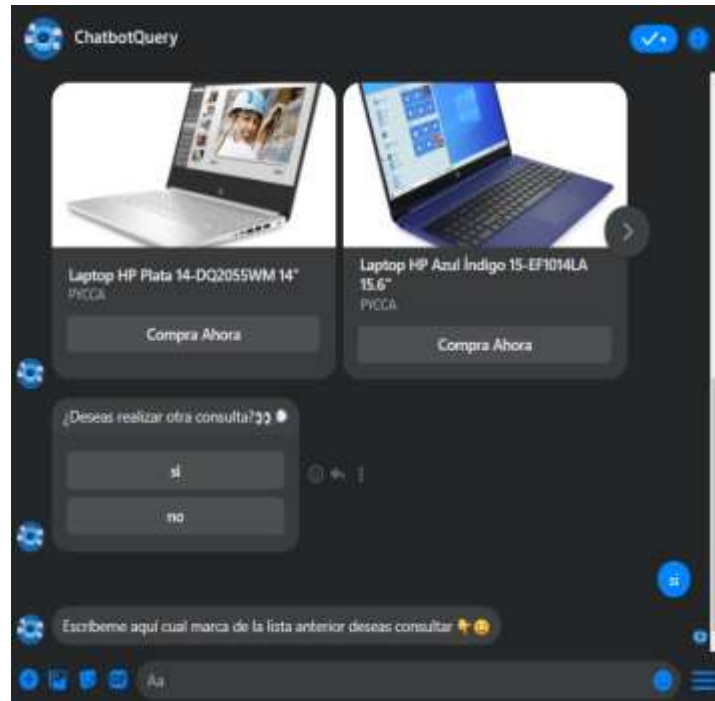 ChatbotQuery
Laptop HP Plata 14-DQ2055WM 14"
PYCCA
Compra Ahora
Laptop HP Azul Índigo 15-EF1014LA
15.6"
PYCCA
Compra Ahora
¿Deseas realizar otra consulta?
si
no
si
Escríbeme aquí cual marca de la lista anterior deseas consultar
Aa